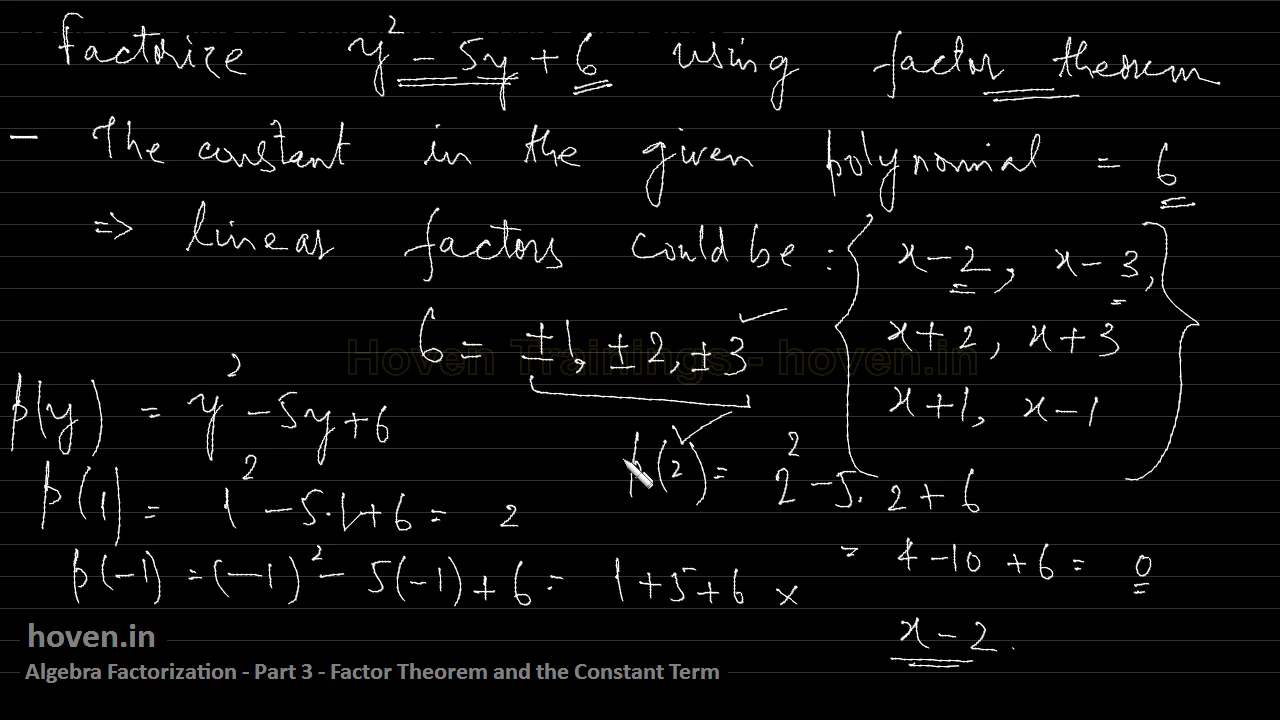 Factorize y² - 5y + 6 using factor theorem
- The constant in the given polynomial = 6
=> linear factors could be : { x - 2, x - 3,
x + 2, x + 3
x + 1, x - 1 }
6 = ±1, ±2, ±3 ✓
Hoven Trainings - hoven.in
p(y) = y² - 5y + 6
p(1) = 1² - 5·1 + 6 = 2
p(-1) = (-1)² - 5(-1) + 6 = 1 + 5 + 6 ×
p(2) = 2² - 5·2 + 6
= 4 - 10 + 6 = 0
x - 2.
hoven.in
Algebra Factorization - Part 3 - Factor Theorem and the Constant Term